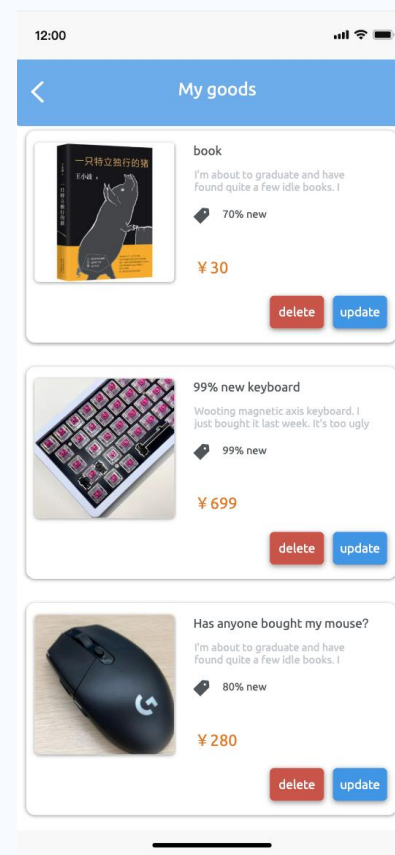 12:00
My goods
一只特立独行的猪
王小波
book
I'm about to graduate and have
found quite a few idle books. I
70% new
¥30
delete update
99% new keyboard
Wooting magnetic axis keyboard. I
just bought it last week. It's too ugly
99% new
¥699
delete update
Has anyone bought my mouse?
I'm about to graduate and have
found quite a few idle books. I
80% new
¥280
delete update